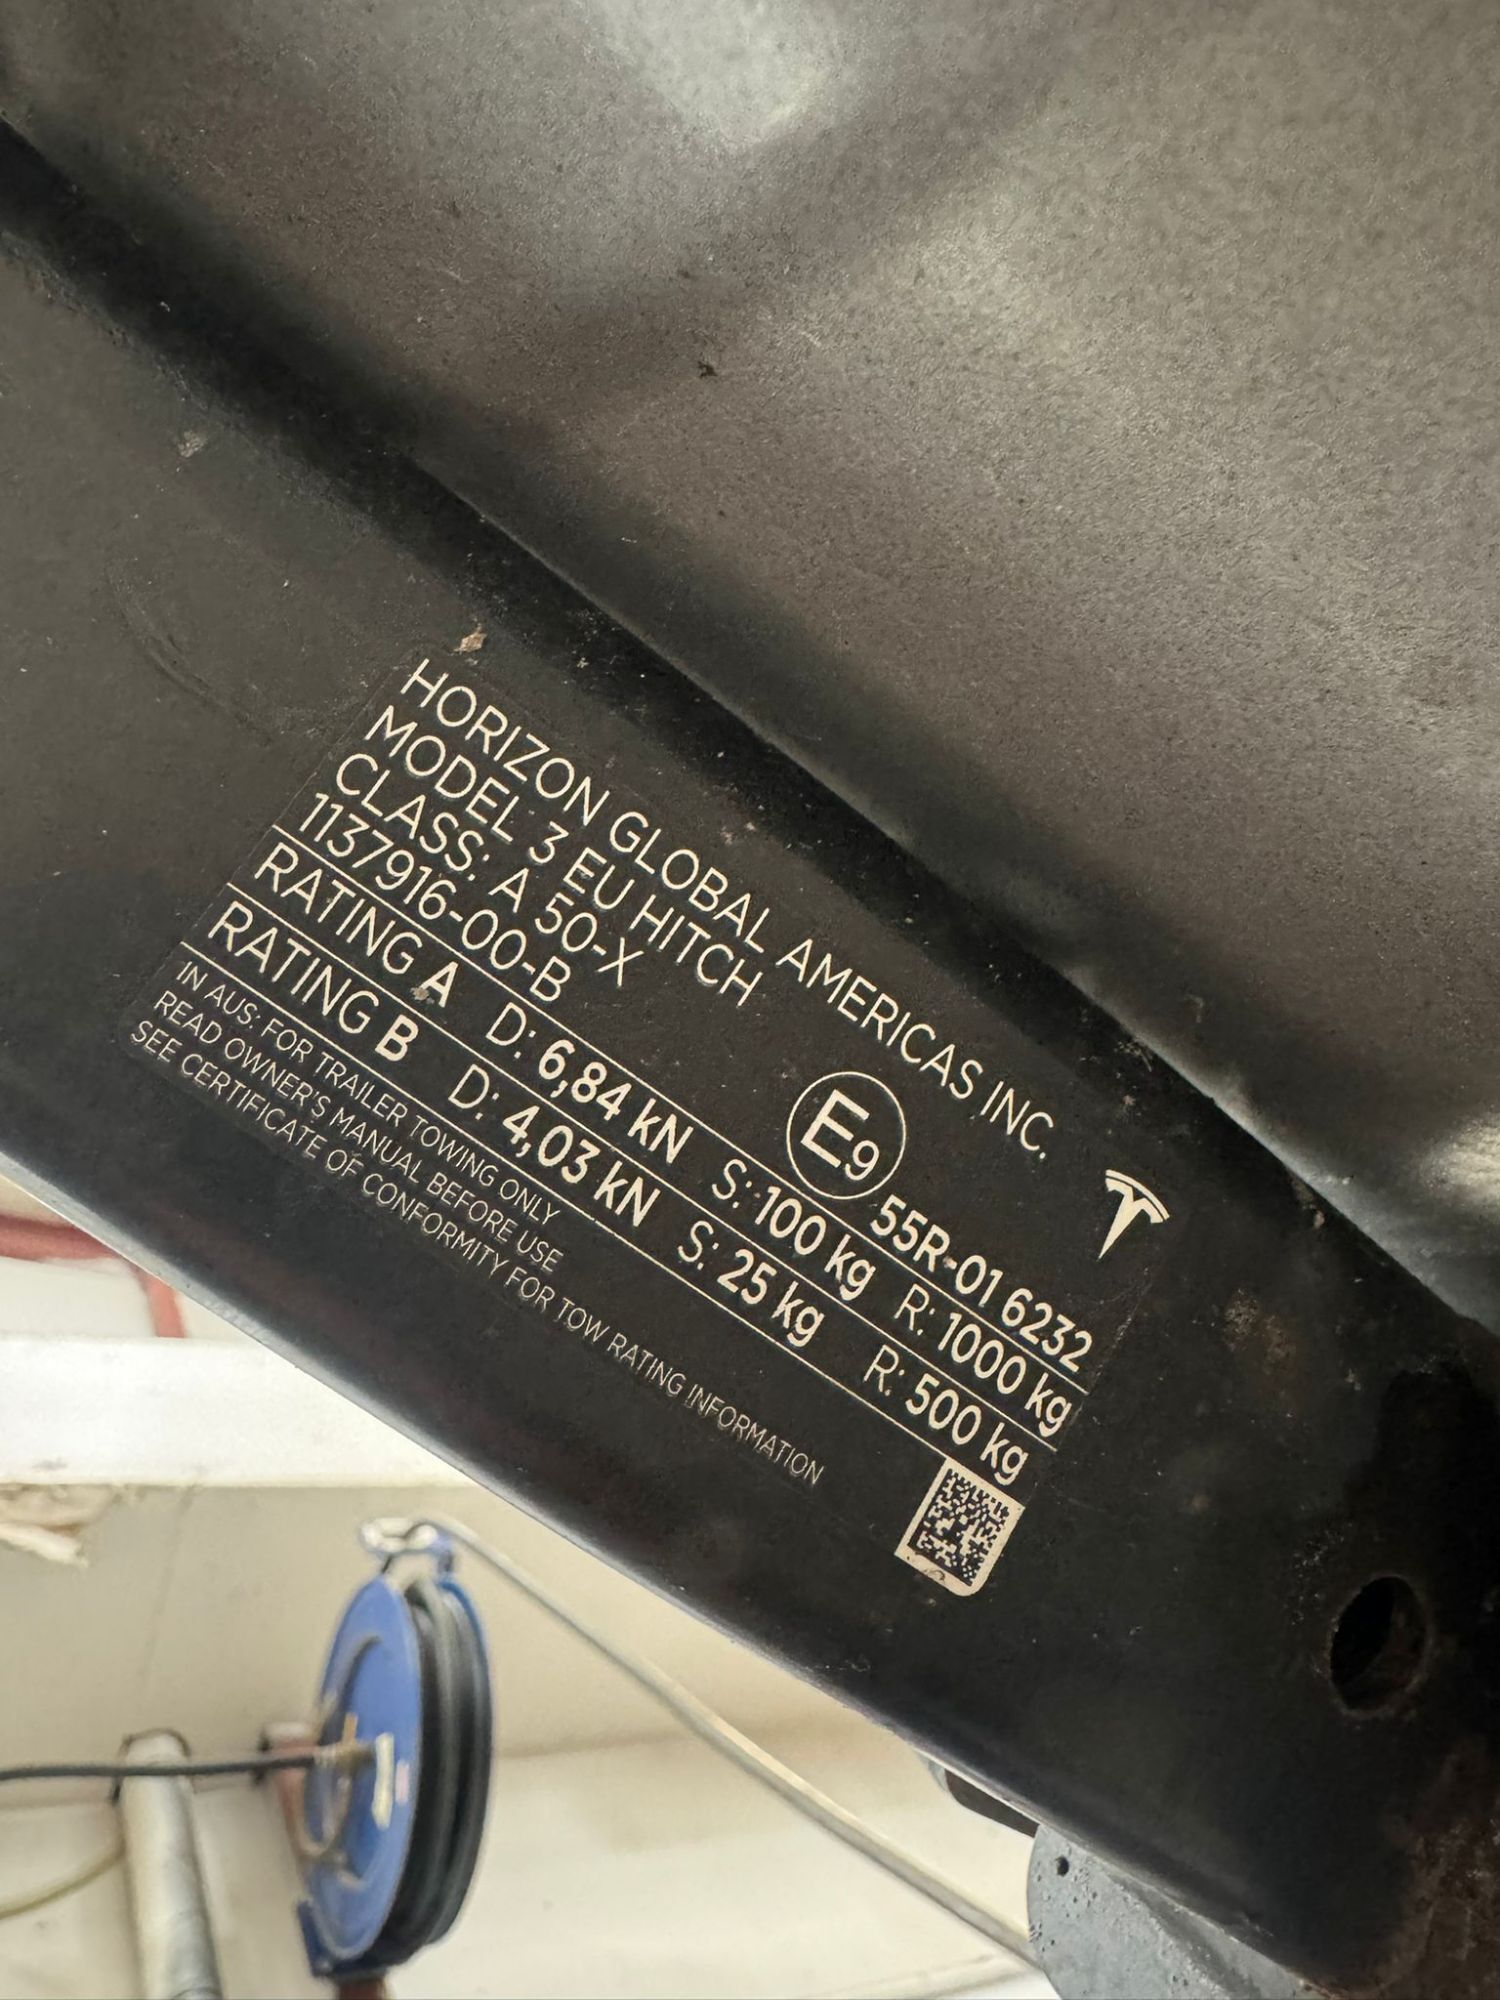 HORIZON GLOBAL AMERICAS INC.
MODEL 3 EU HITCH
CLASS: A 50-X
1137916-00-B
E9 55R-01 6232
RATING A D: 6,84 kN S: 100 kg R: 1000 kg
RATING B D: 4,03 kN S: 25 kg R: 500 kg
IN AUS: FOR TRAILER TOWING ONLY
READ OWNER'S MANUAL BEFORE USE
SEE CERTIFICATE OF CONFORMITY FOR TOW RATING INFORMATION